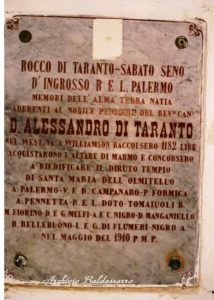 ROCCO DI TARANTO-SABATO SENO
D'INGROSSO B E L. PALERMO
MEMORI DELL'ALMA TERRA NATIA
ADERENTI AL NOBILE PENSIERO DEL REV° CAN°
D. ALESSANDRO DI TARANTO
NEL WEST. VA. A WILLIAMSON RACCOLSERO 1182 LIRE
ACQUISTARONO L'ALTARE DI MARMO E CONCORSERO
A RIEDIFICARE IL DIRUTO TEMPIO
DI SANTA MARIA DELL'OLMITELLO
A. PALERMO-V. E B. CAMPANARO-P. FORMICA
A. PENNETTA-R. E L. DOTO-TOMAIUOLI B.
M. FIORINO-D. E G. MELFI-A. E C. NIGRO-D. MANGANIELLO
B. BELLEBUONO-L. E G. DI FLUMERI-NIGRO A.
NEL MAGGIO DEL 1910 P. M. P.
Archivio Baldassarro